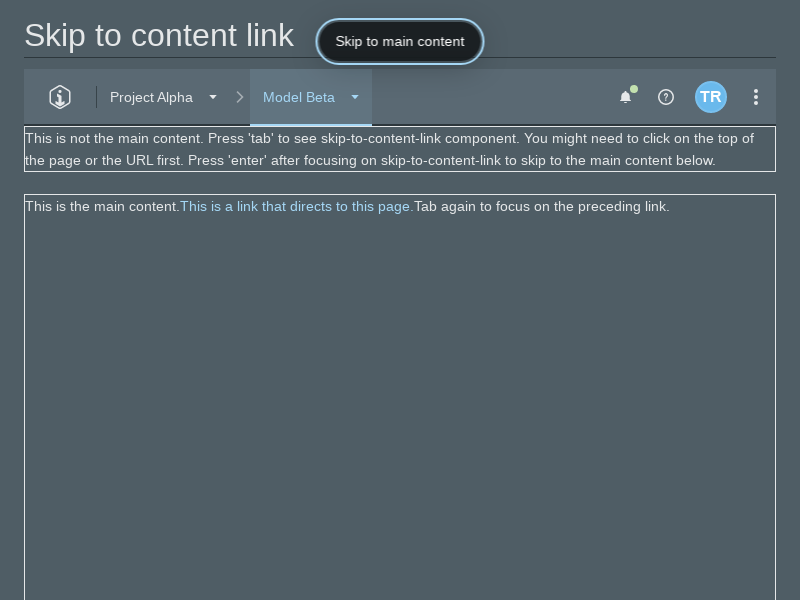 Skip to content link
Skip to main content
Project Alpha
Model Beta
TR
This is not the main content. Press 'tab' to see skip-to-content-link component. You might need to click on the top of
the page or the URL first. Press 'enter' after focusing on skip-to-content-link to skip to the main content below.
This is the main content.This is a link that directs to this page.Tab again to focus on the preceding link.